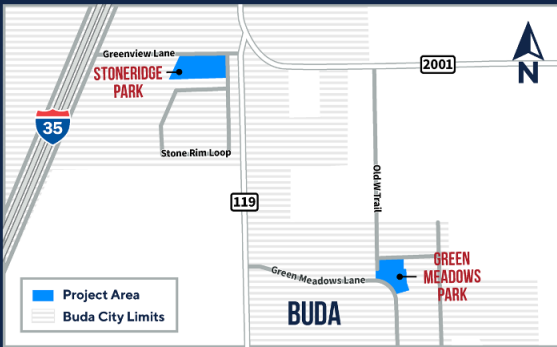 Greenview Lane
STONERIDGE
PARK
2001
N
35
Stone Rim Loop
Old W Trail
119
Green Meadows Lane
GREEN
MEADOWS
PARK
BUDA
Project Area
Buda City Limits